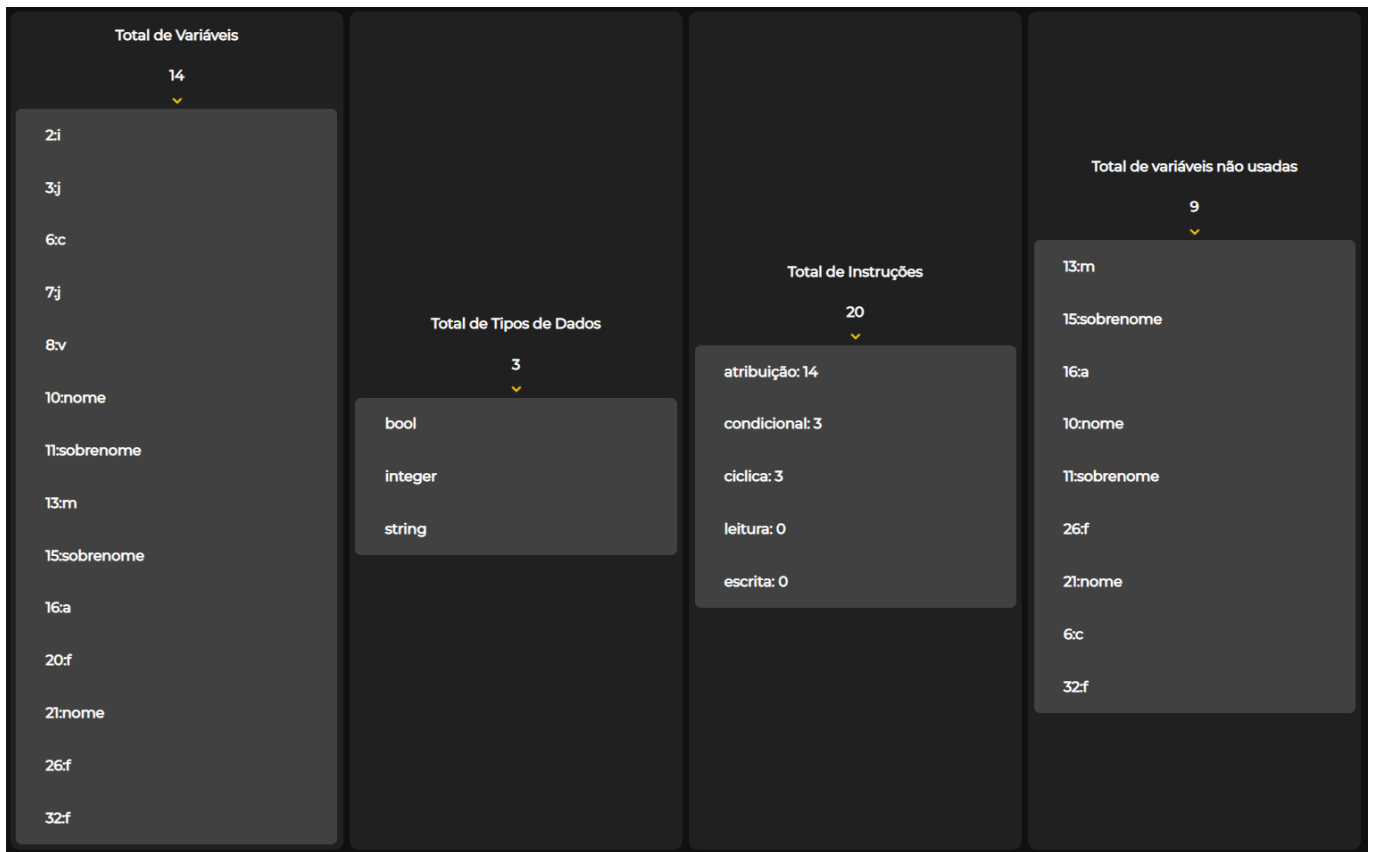 Total de Variáveis
14
2:i
3:j
6:c
7:j
8:v
10:nome
11:sobrenome
13:m
15:sobrenome
16:a
20:f
21:nome
26:f
32:f
Total de Tipos de Dados
3
bool
integer
string
Total de Instruções
20
atribuição: 14
condicional: 3
ciclica: 3
leitura: 0
escrita: 0
Total de variáveis não usadas
9
13:m
15:sobrenome
16:a
10:nome
11:sobrenome
26:f
21:nome
6:c
32:f